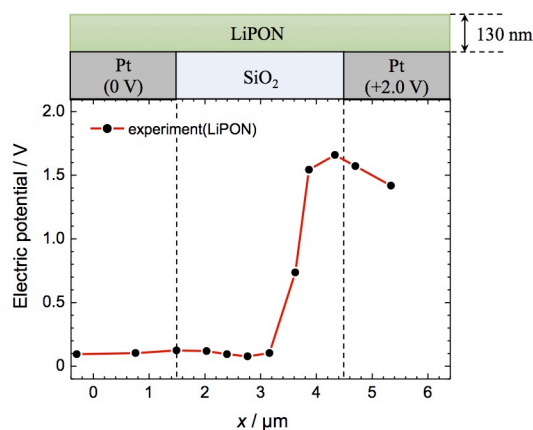 LiPON
130 nm
Pt
(0 V)
SiO₂
Pt
(+2.0 V)
2.0
1.5
1.0
0.5
0
Electric potential / V
experiment(LiPON)
0 1 2 3 4 5 6
x / μm